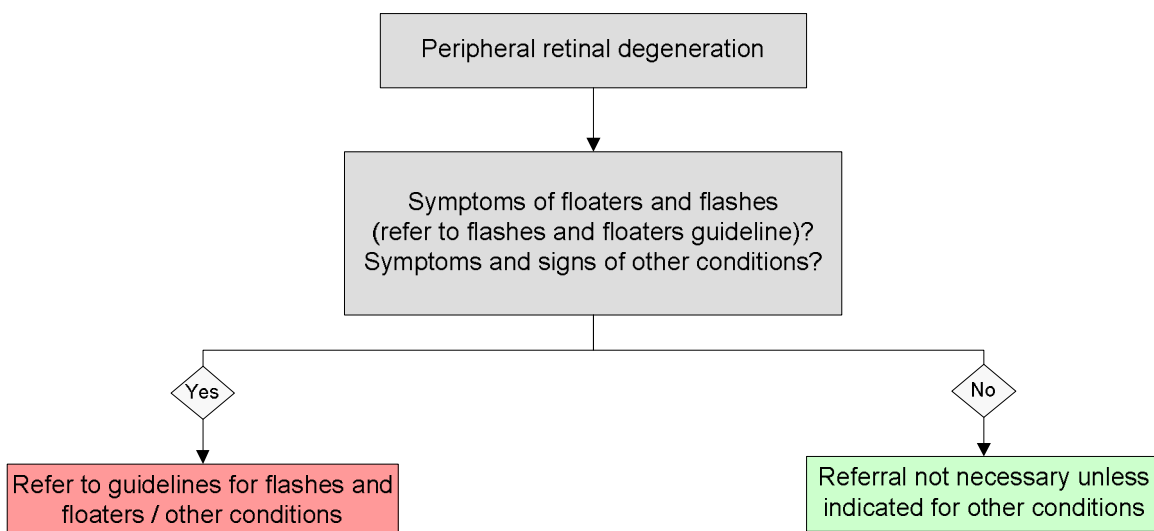 Peripheral retinal degeneration
Symptoms of floaters and flashes
(refer to flashes and floaters guideline)?
Symptoms and signs of other conditions?
Yes
No
Refer to guidelines for flashes and
floaters / other conditions
Referral not necessary unless
indicated for other conditions